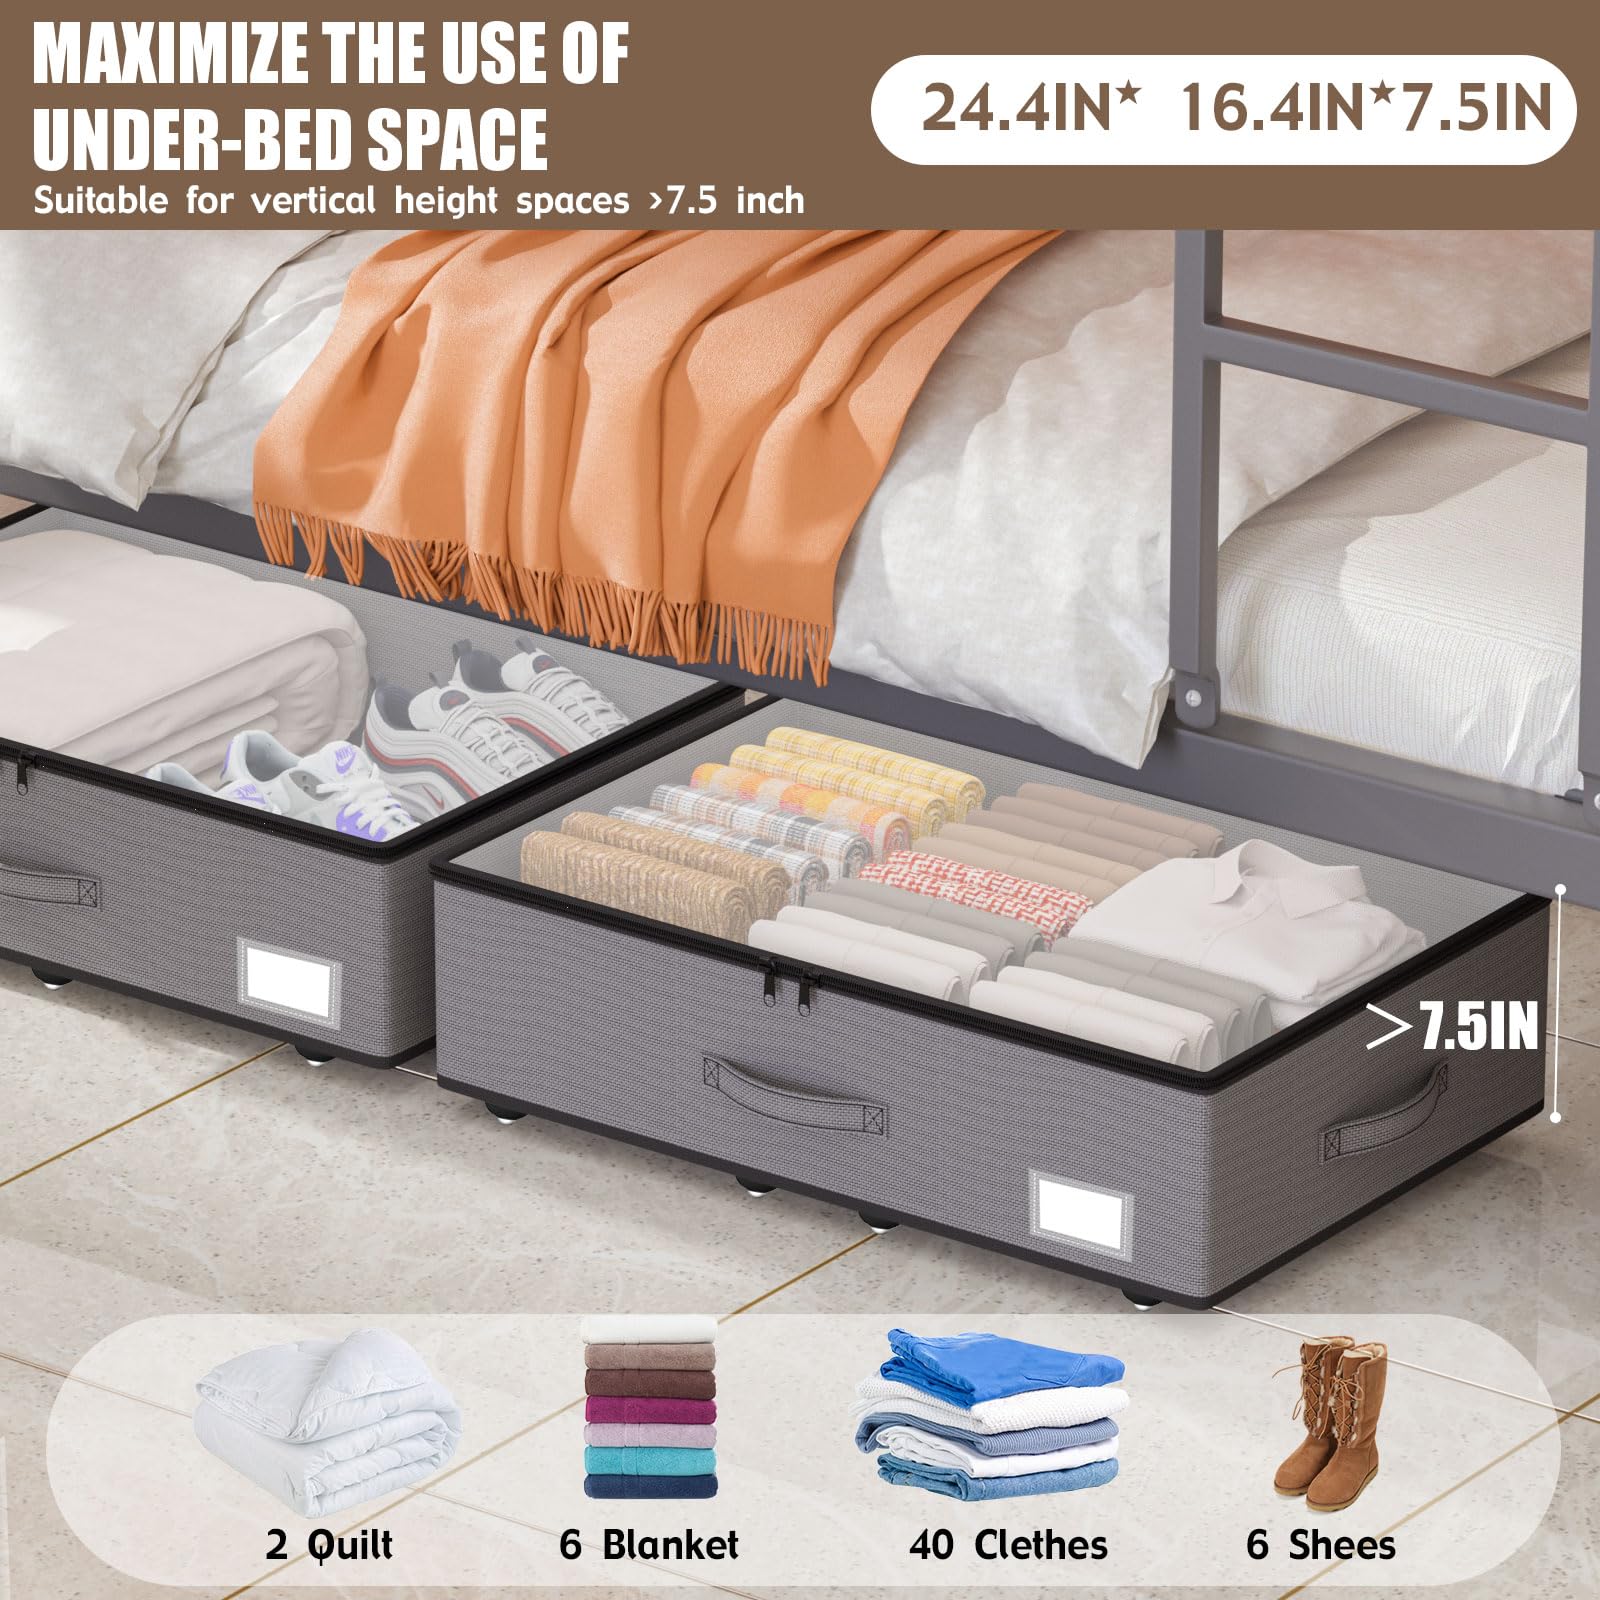 MAXIMIZE THE USE OF
UNDER-BED SPACE
Suitable for vertical height spaces >7.5 inch
24.4IN* 16.4IN*7.5IN
>7.5IN
2 Quilt
6 Blanket
40 Clethes
6 Shees